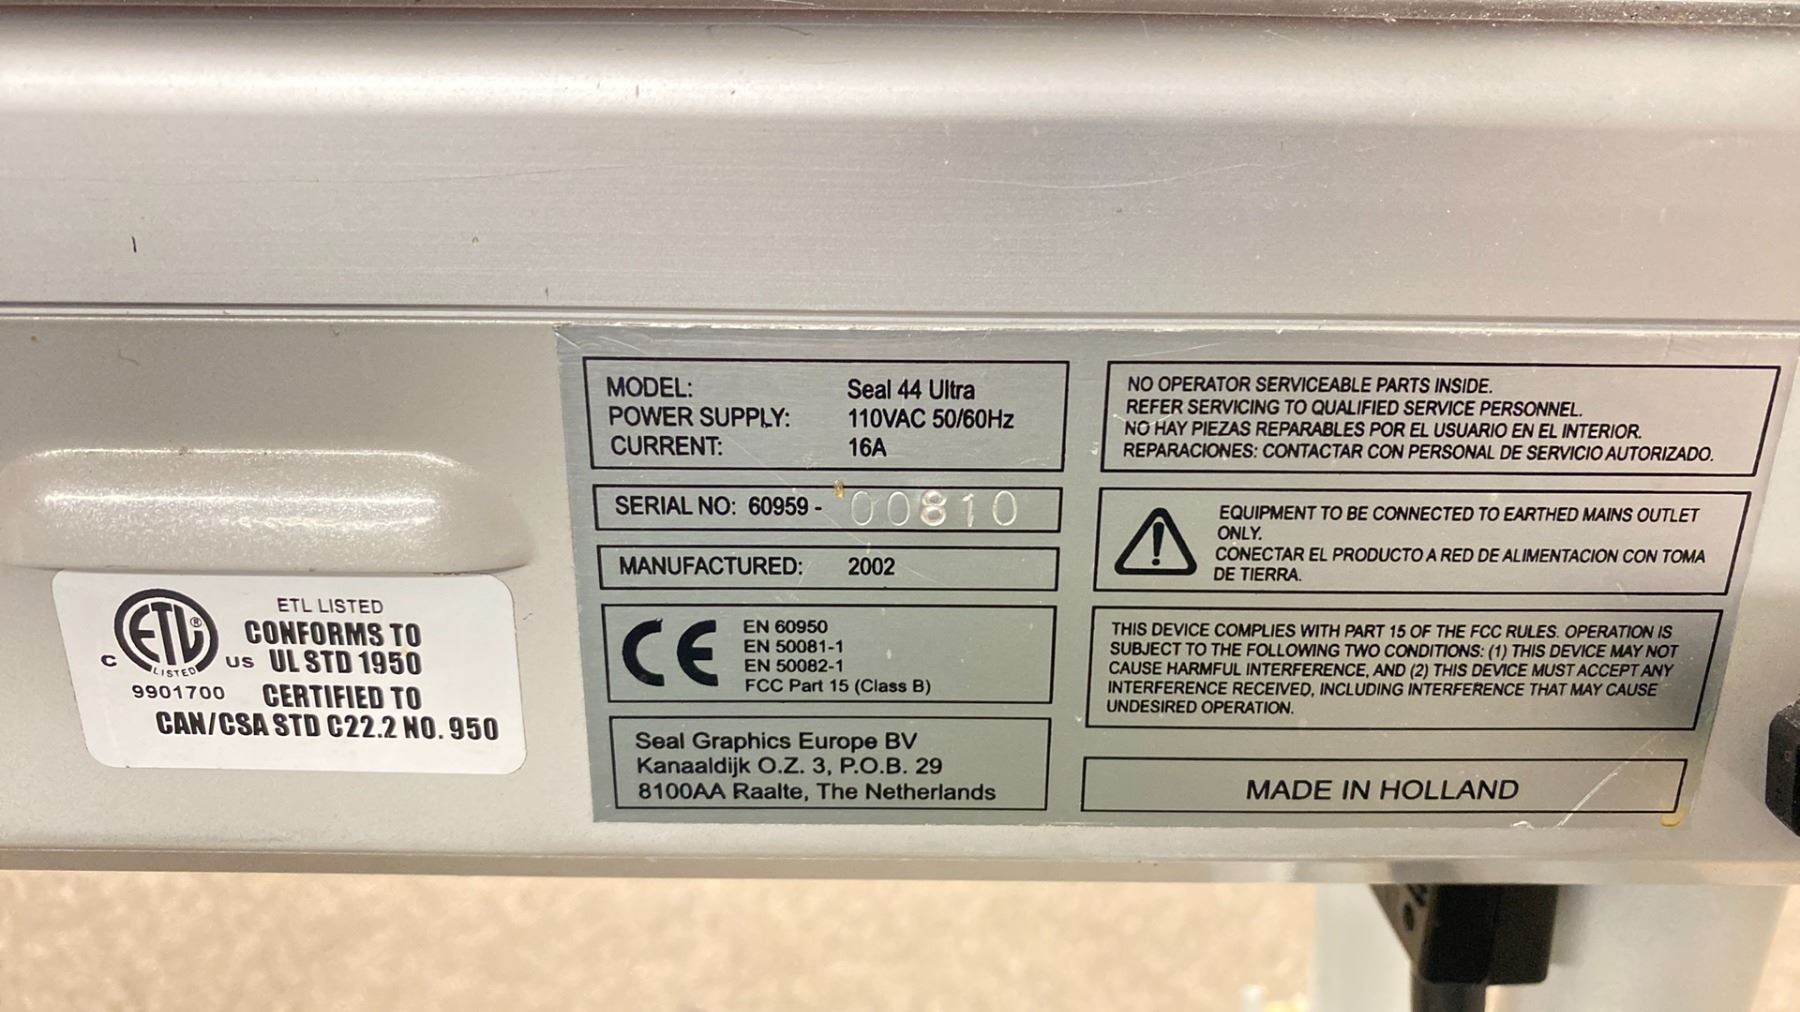 MODEL: Seal 44 Ultra
POWER SUPPLY: 110VAC 50/60Hz
CURRENT: 16A
SERIAL NO: 60959 - 00810
MANUFACTURED: 2002
CE
EN 60950
EN 50081-1
EN 50082-1
FCC Part 15 (Class B)
Seal Graphics Europe BV
Kanaaldijk O.Z. 3, P.O.B. 29
8100AA Raalte, The Netherlands
NO OPERATOR SERVICEABLE PARTS INSIDE.
REFER SERVICING TO QUALIFIED SERVICE PERSONNEL.
NO HAY PIEZAS REPARABLES POR EL USUARIO EN EL INTERIOR.
REPARACIONES: CONTACTAR CON PERSONAL DE SERVICIO AUTORIZADO.
EQUIPMENT TO BE CONNECTED TO EARTHED MAINS OUTLET
ONLY.
CONECTAR EL PRODUCTO A RED DE ALIMENTACION CON TOMA
DE TIERRA.
THIS DEVICE COMPLIES WITH PART 15 OF THE FCC RULES. OPERATION IS
SUBJECT TO THE FOLLOWING TWO CONDITIONS: (1) THIS DEVICE MAY NOT
CAUSE HARMFUL INTERFERENCE, AND (2) THIS DEVICE MUST ACCEPT ANY
INTERFERENCE RECEIVED, INCLUDING INTERFERENCE THAT MAY CAUSE
UNDESIRED OPERATION.
MADE IN HOLLAND
ETL LISTED
CONFORMS TO
UL STD 1950
CERTIFIED TO
CAN/CSA STD C22.2 NO. 950
ETL®
LISTED
C US
9901700